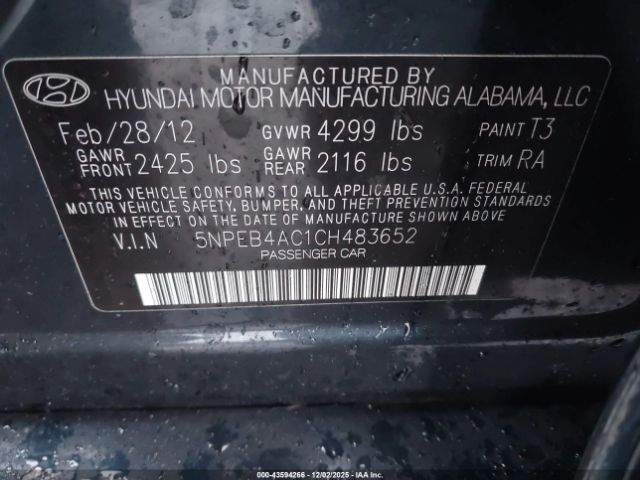 MANUFACTURED BY
HYUNDAI MOTOR MANUFACTURING ALABAMA, LLC
Feb/28/12 GVWR 4299 lbs PAINT T3
GAWR FRONT 2425 lbs GAWR REAR 2116 lbs TRIM RA
THIS VEHICLE CONFORMS TO ALL APPLICABLE U.S.A. FEDERAL
MOTOR VEHICLE SAFETY, BUMPER, AND THEFT PREVENTION STANDARDS
IN EFFECT ON THE DATE OF MANUFACTURE SHOWN ABOVE.
V.I.N 5NPEB4AC1CH483652
PASSENGER CAR
000-43594266 • 12/02/2025 • IAA Inc.